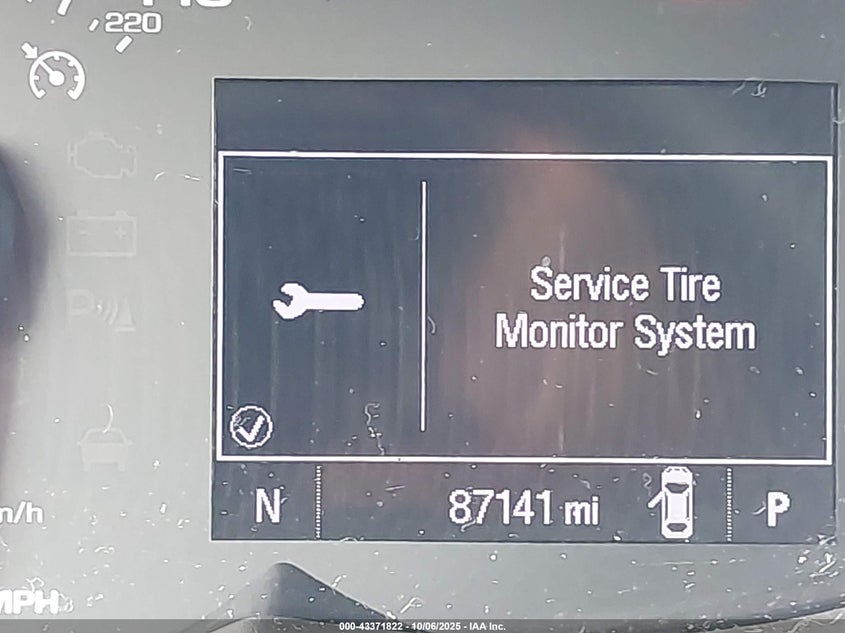 220
Service Tire
Monitor System
N 87141 mi P
MPH
000-43371822 - 10/06/2025 - IAA Inc.